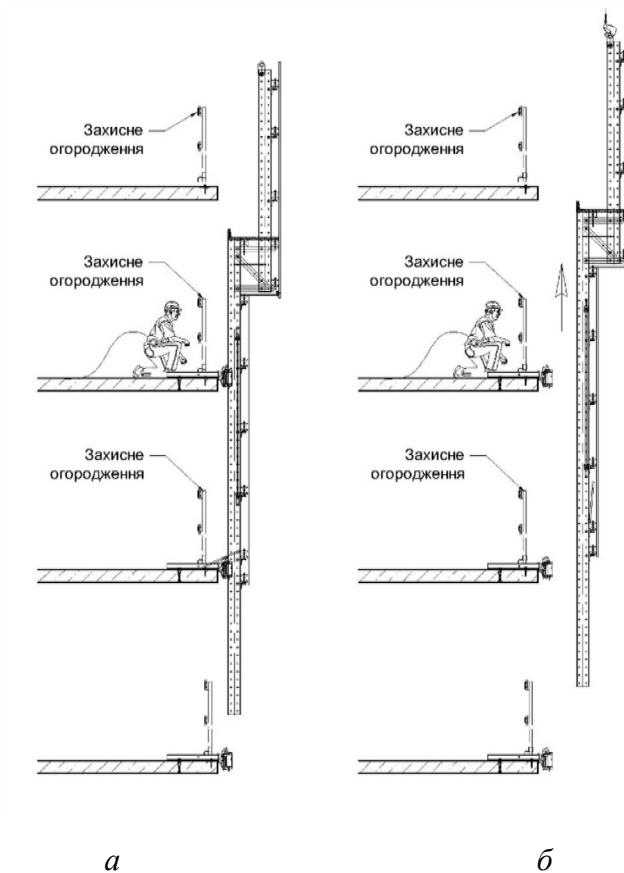 Захисне
огородження
Захисне
огородження
Захисне
огородження
Захисне
огородження
Захисне
огородження
Захисне
огородження
а
б